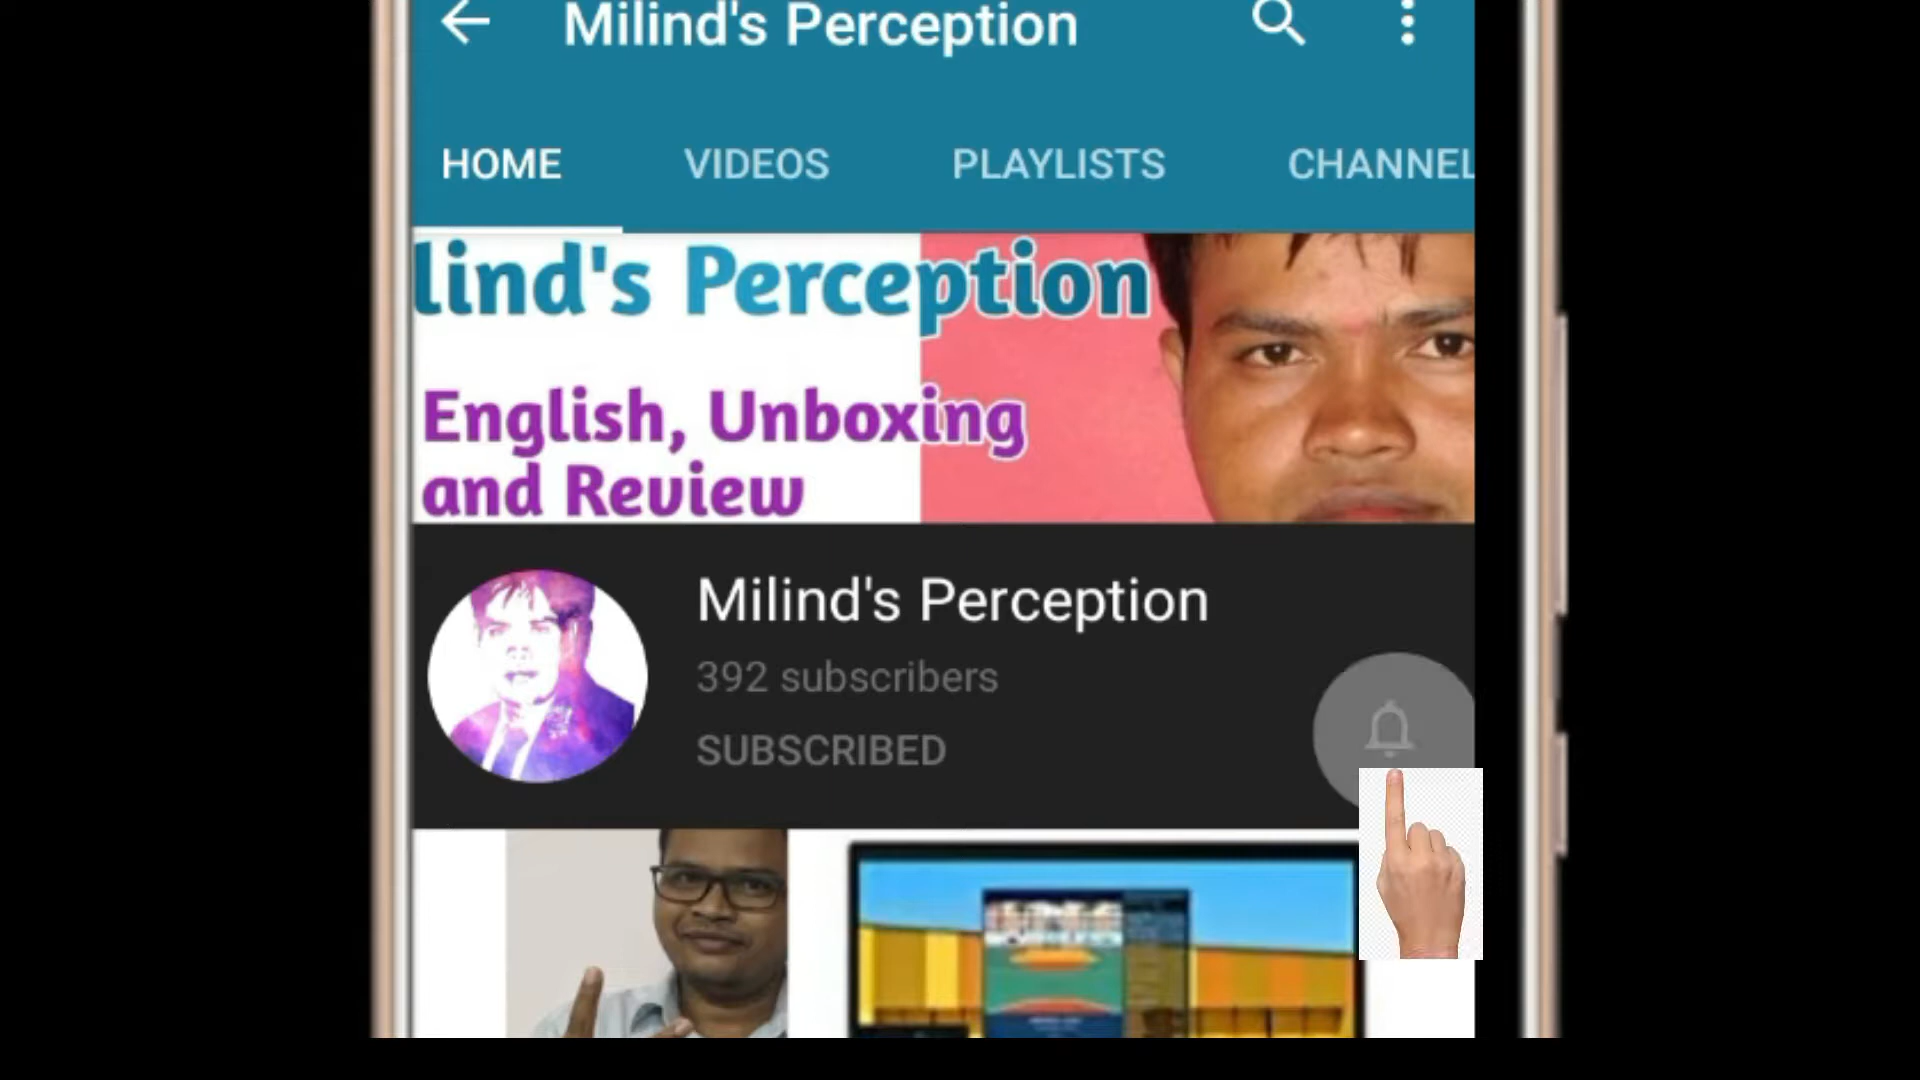 Milind's Perception
HOME VIDEOS PLAYLISTS CHANNEL
lind's Perception
English, Unboxing
and Review
Milind's Perception
392 subscribers
SUBSCRIBED